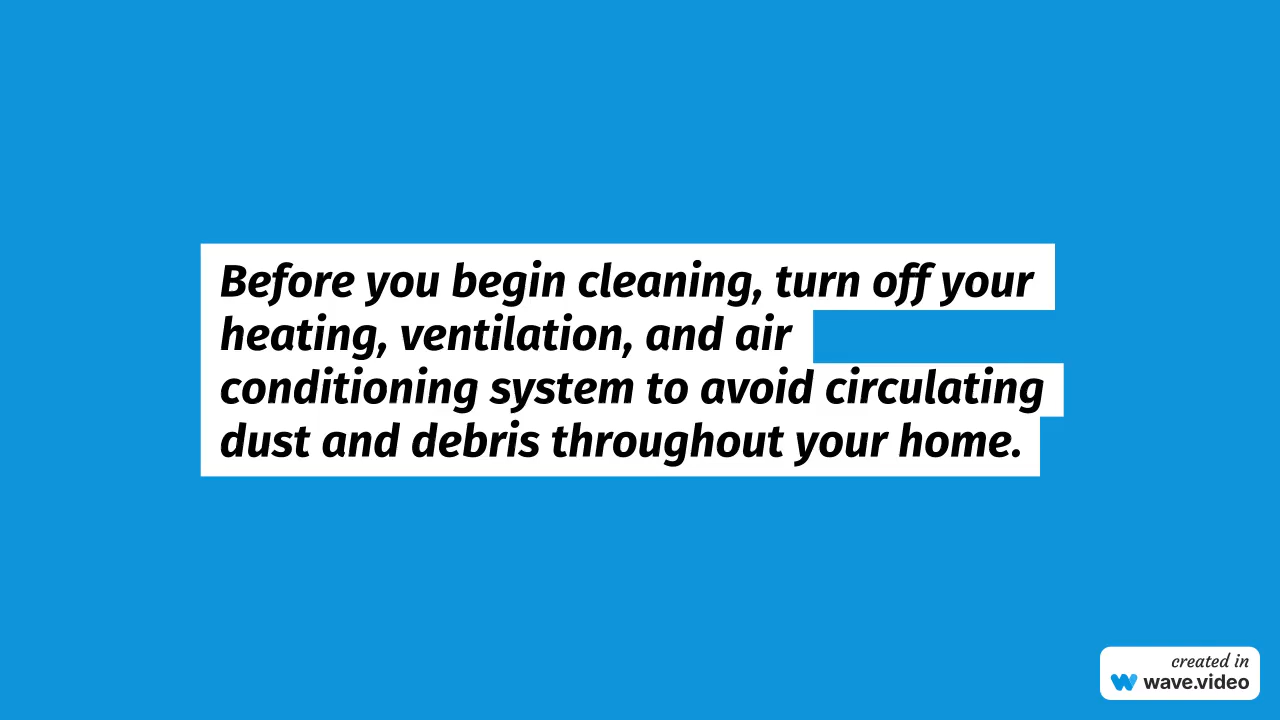 Before you begin cleaning, turn off your
heating, ventilation, and air
conditioning system to avoid circulating
dust and debris throughout your home.
created in
wave.video